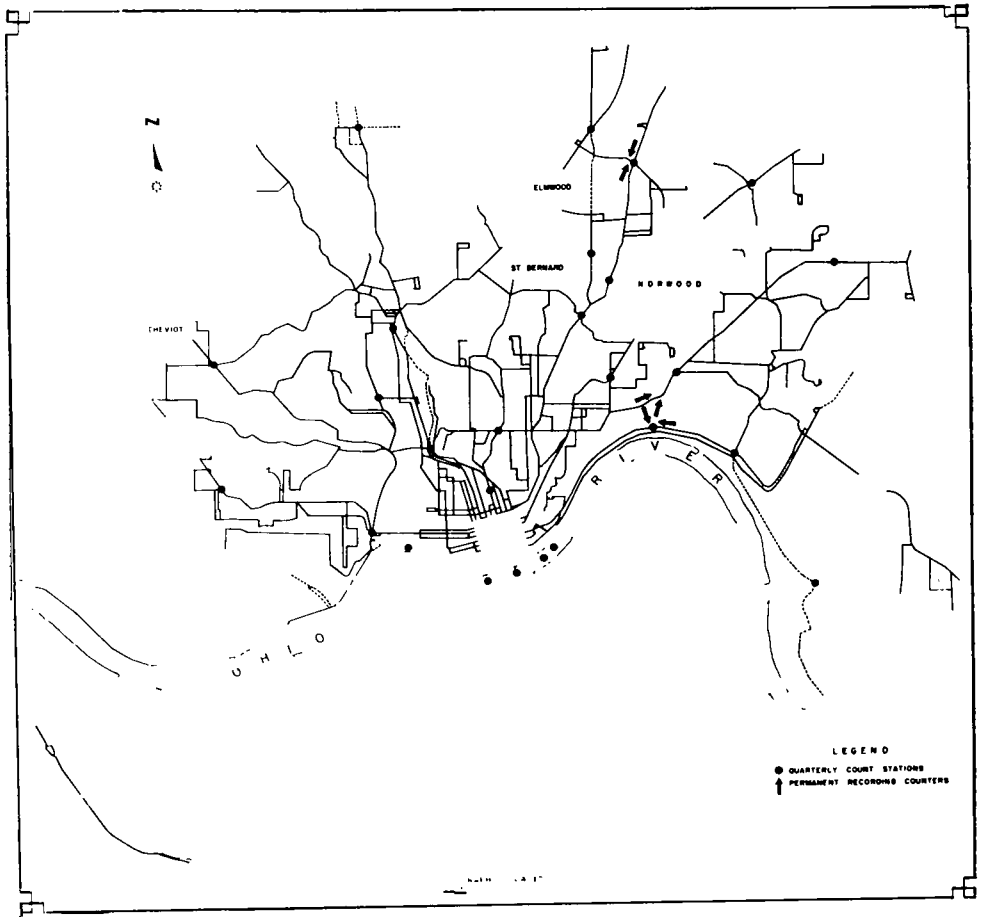 N
ELMWOOD
ST BERNARD
NORWOOD
CHEVIOT
RIVER
OHIO
LEGEND
QUARTERLY COUNT STATIONS
PERMANENT RECORDING COUNTERS